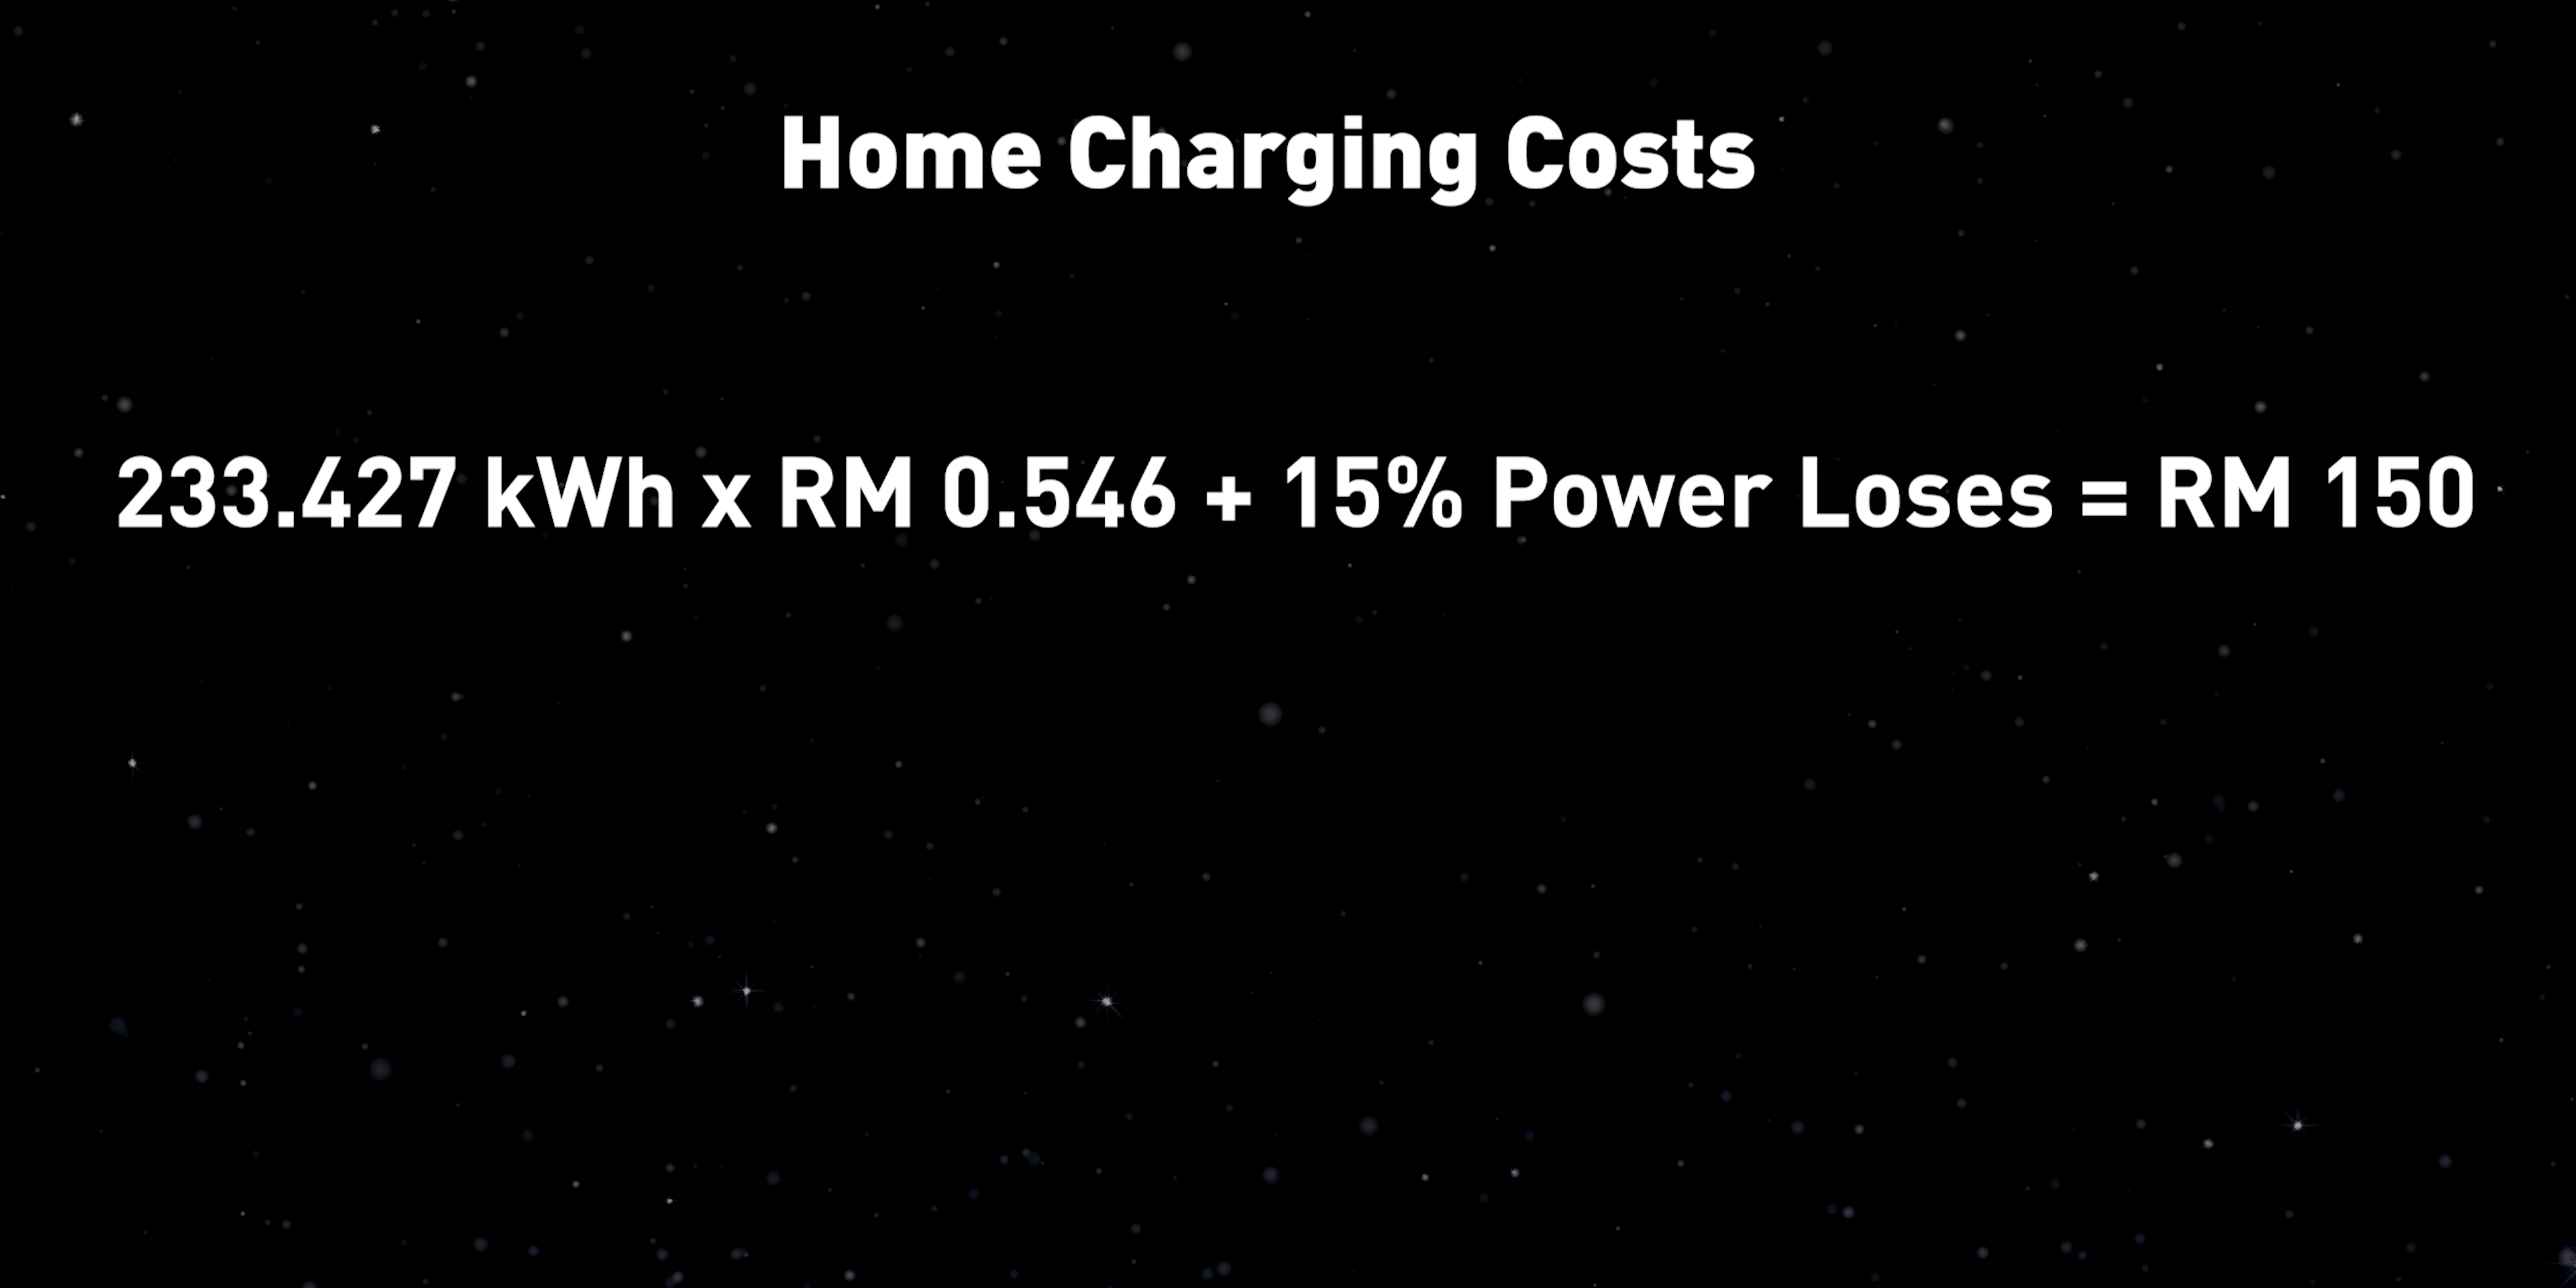 Home Charging Costs
233.427 kWh x RM 0.546 + 15% Power Loses = RM 150